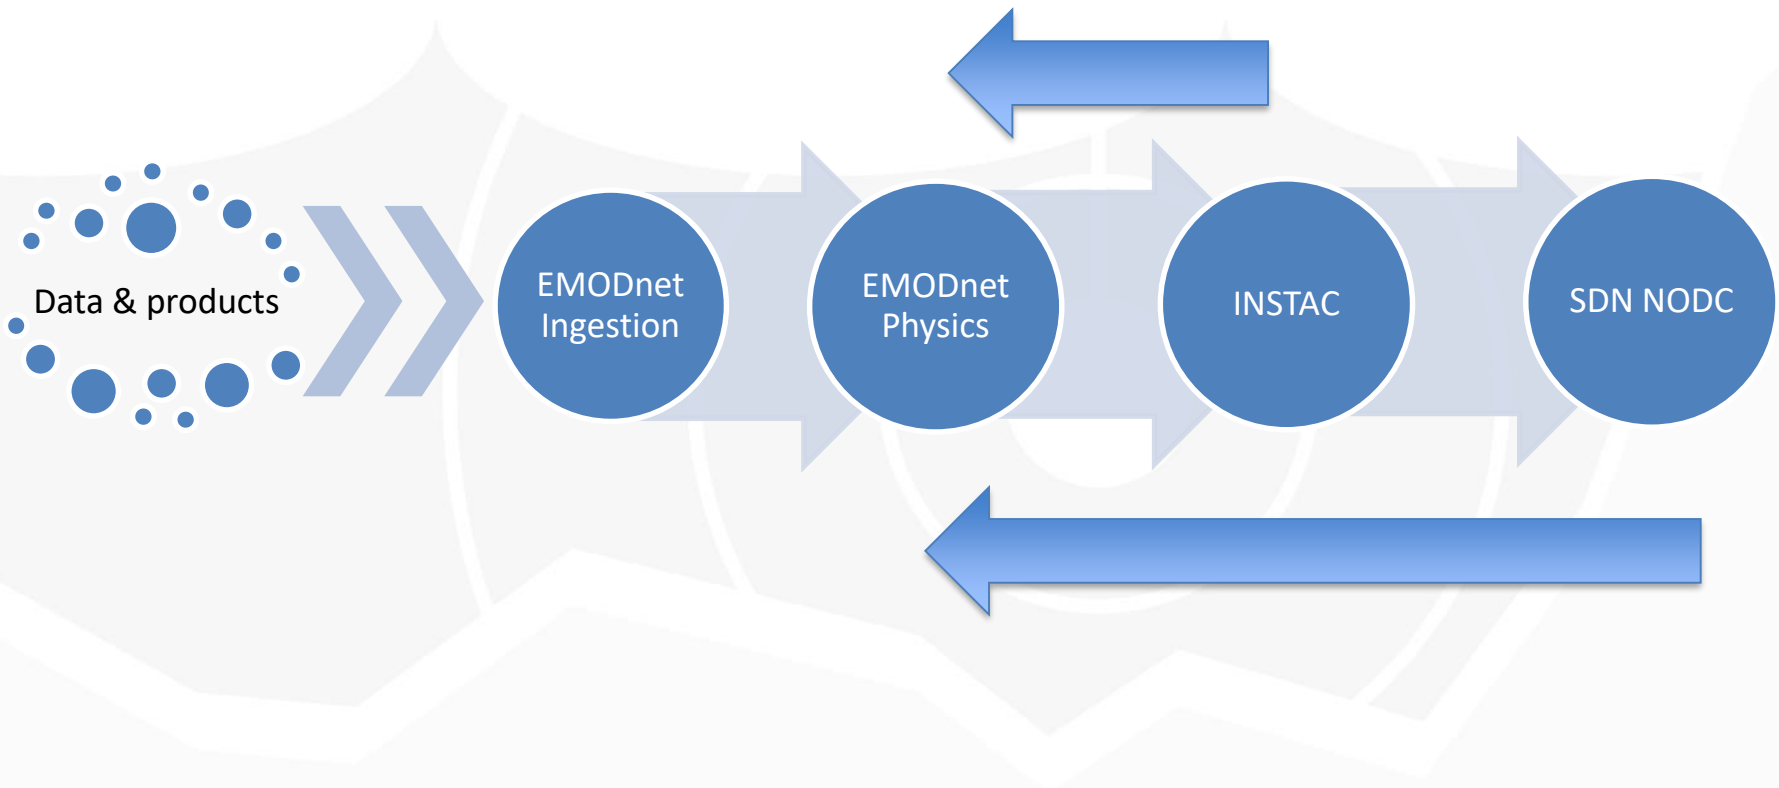 Data & products
EMODnet
Ingestion
EMODnet
Physics
INSTAC
SDN NODC